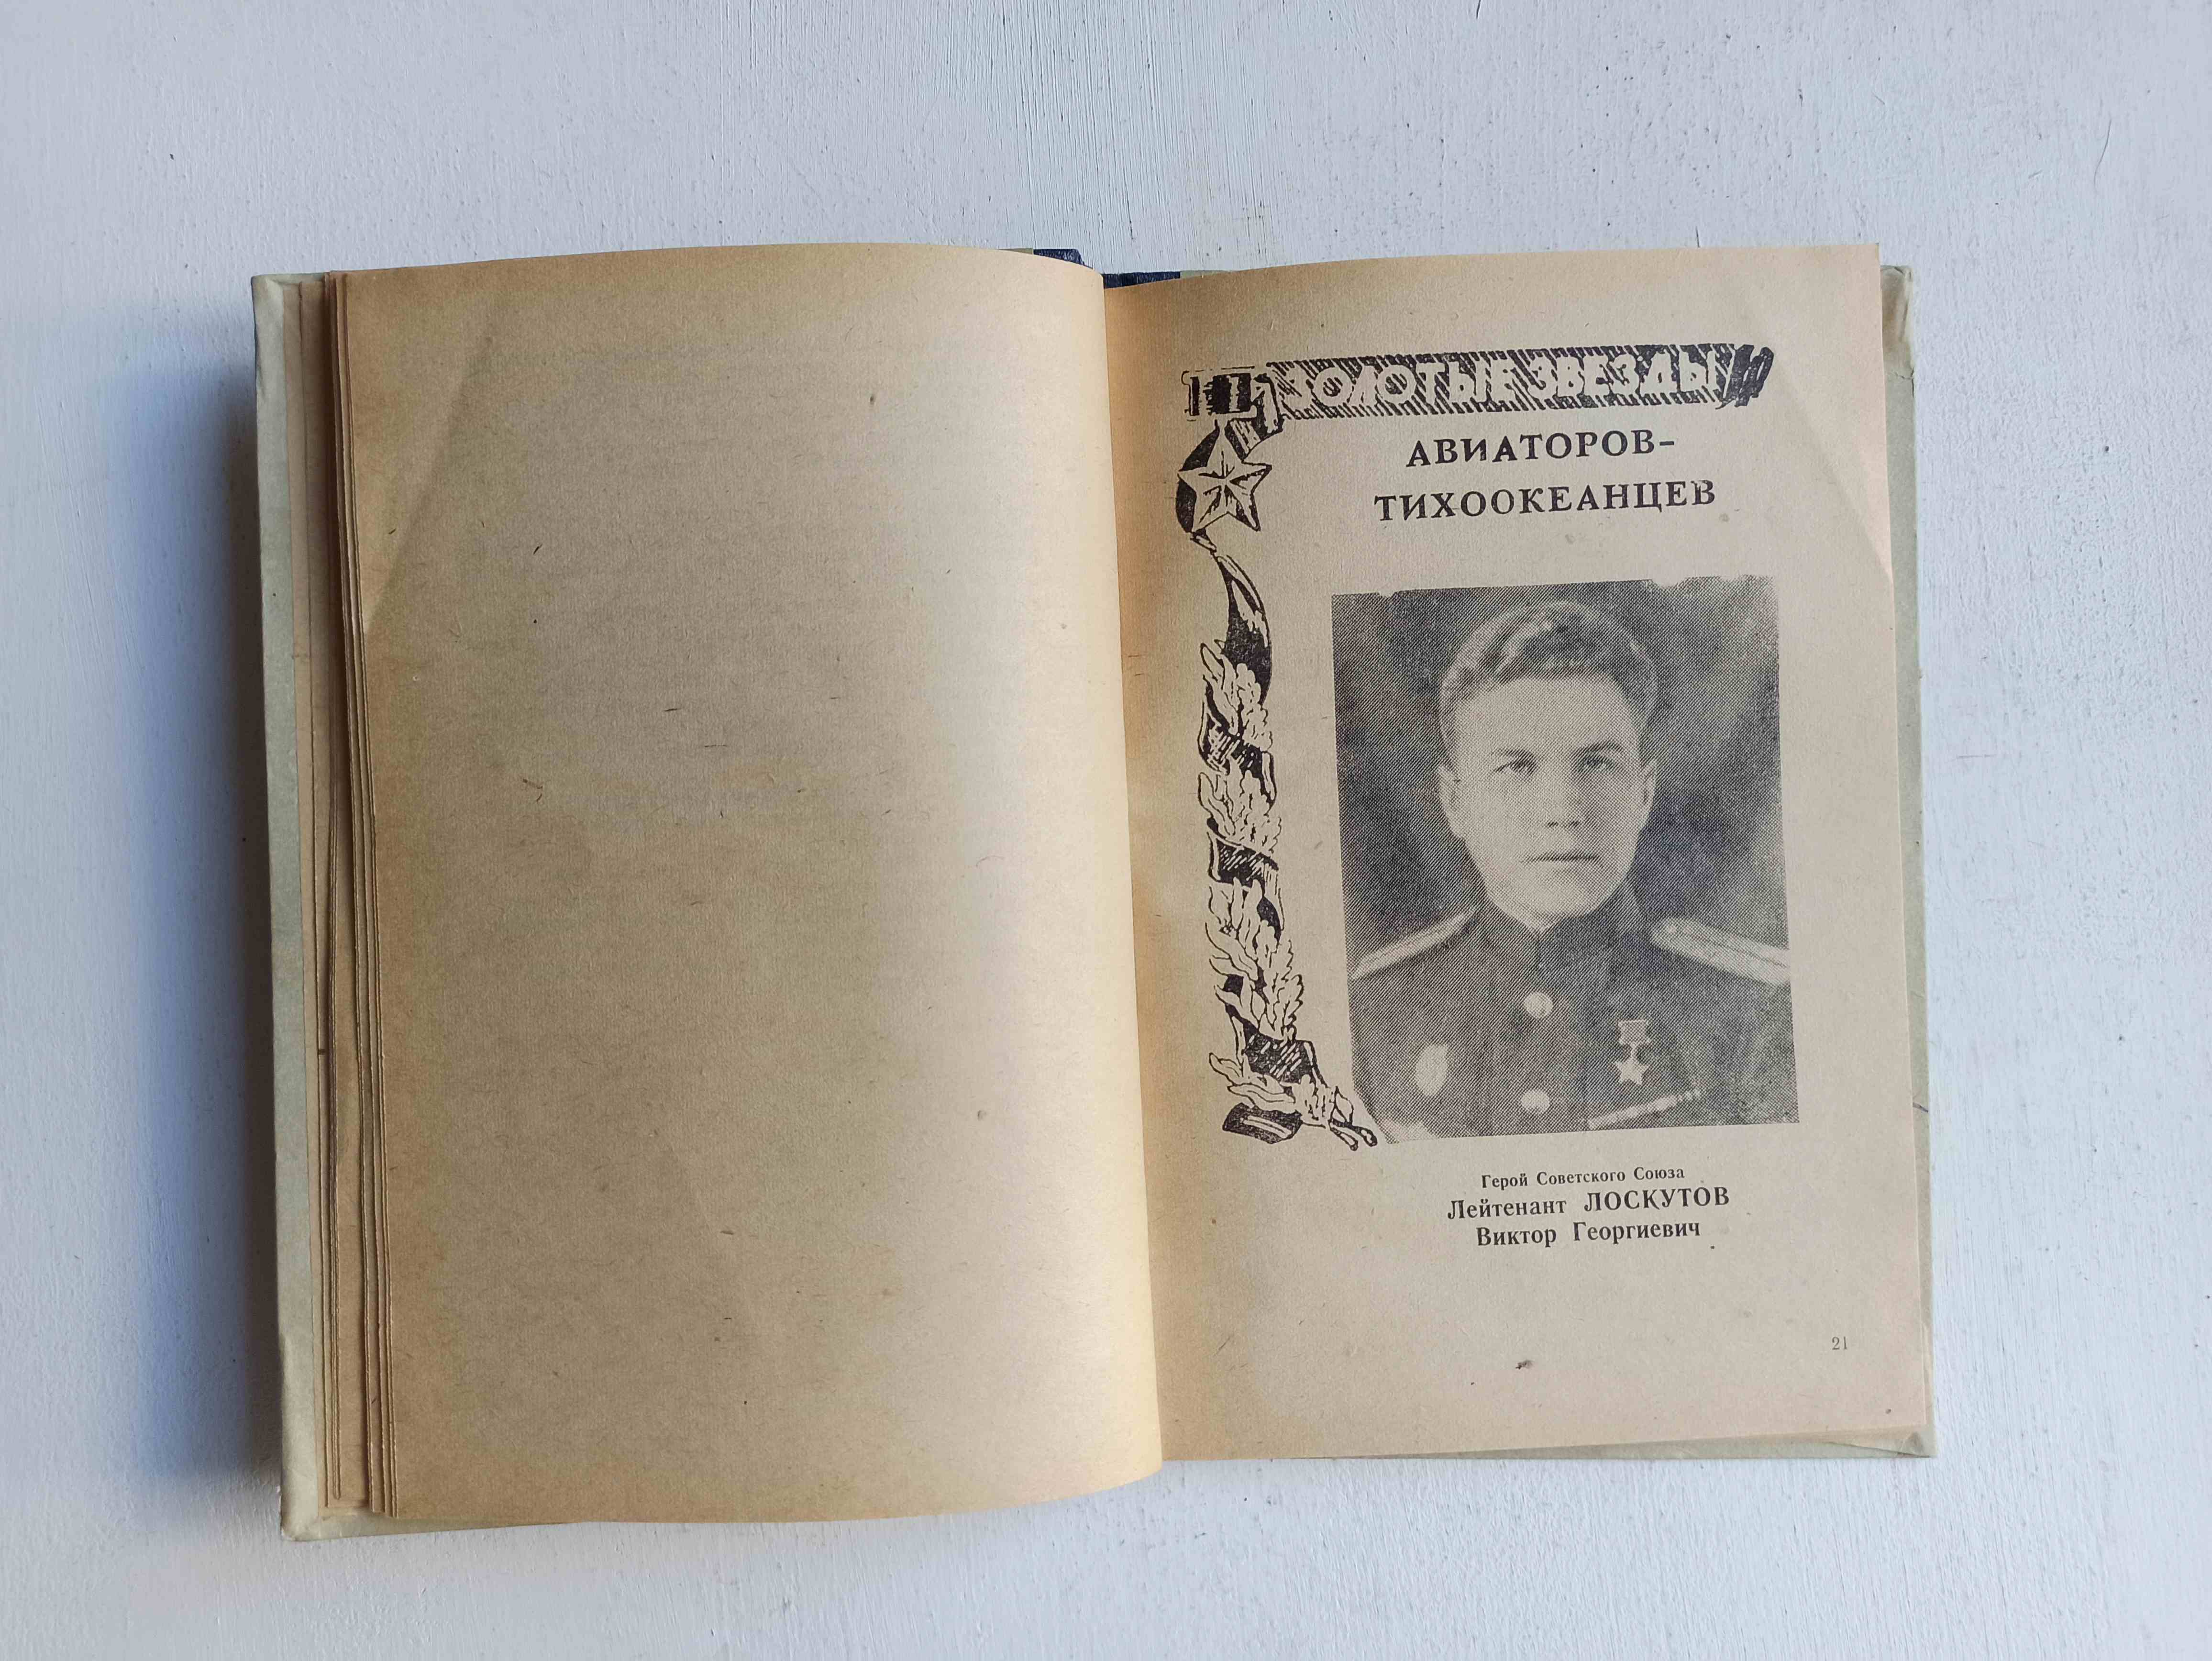 ЗОЛОТЫЕ ЗВЕЗДЫ
АВИАТОРОВ-
ТИХООКЕАНЦЕВ
Герой Советского Союза
Лейтенант ЛОСКУТОВ
Виктор Георгиевич
21